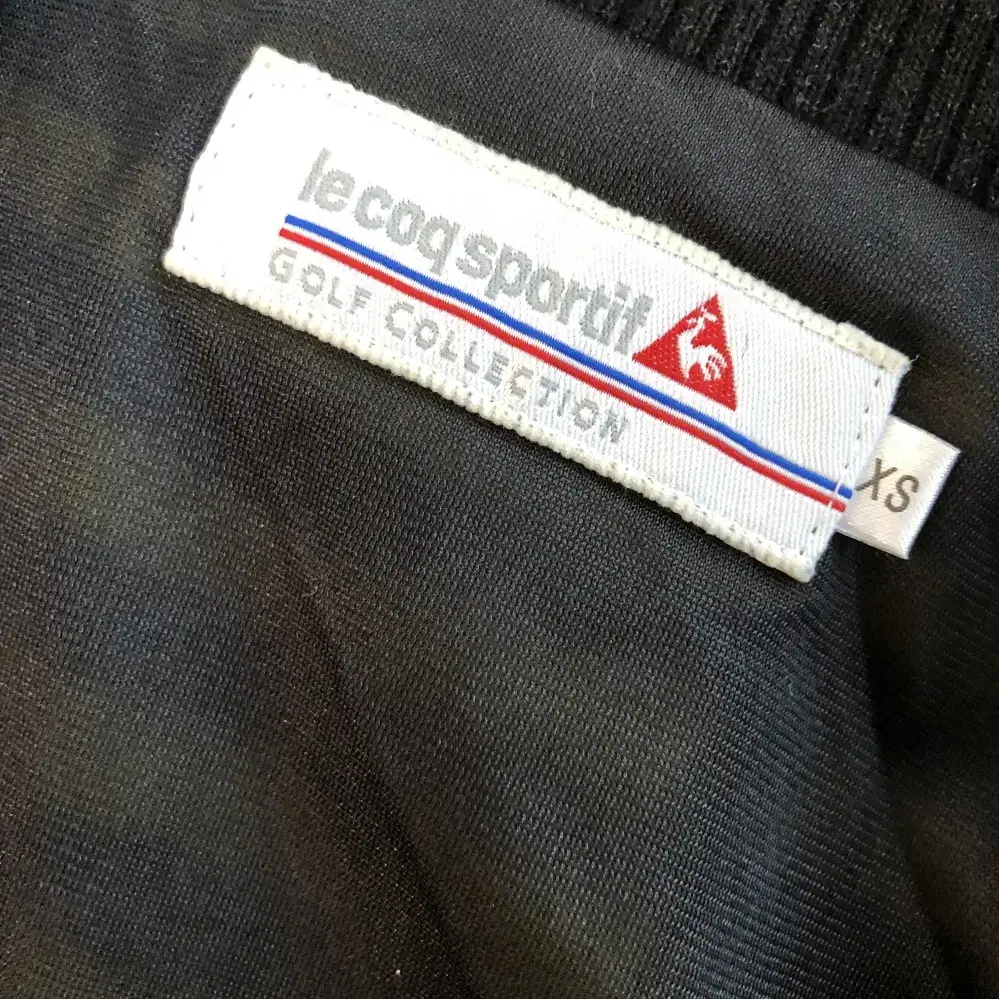 le coq sportif
GOLF COLLECTION
XS